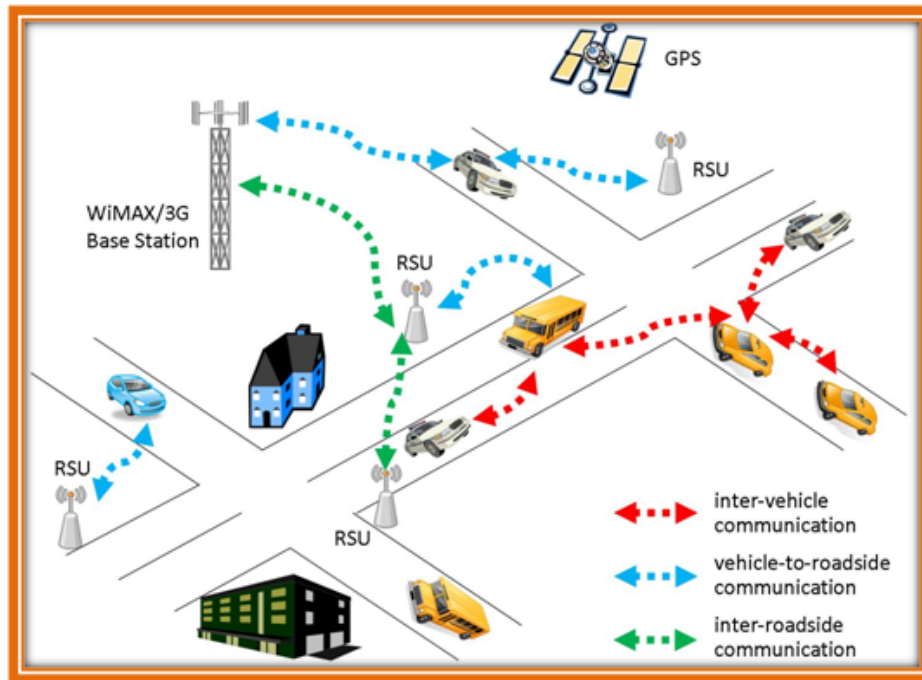 GPS
RSU
WiMAX/3G
Base Station
RSU
RSU
RSU
inter-vehicle
communication
vehicle-to-roadside
communication
inter-roadside
communication